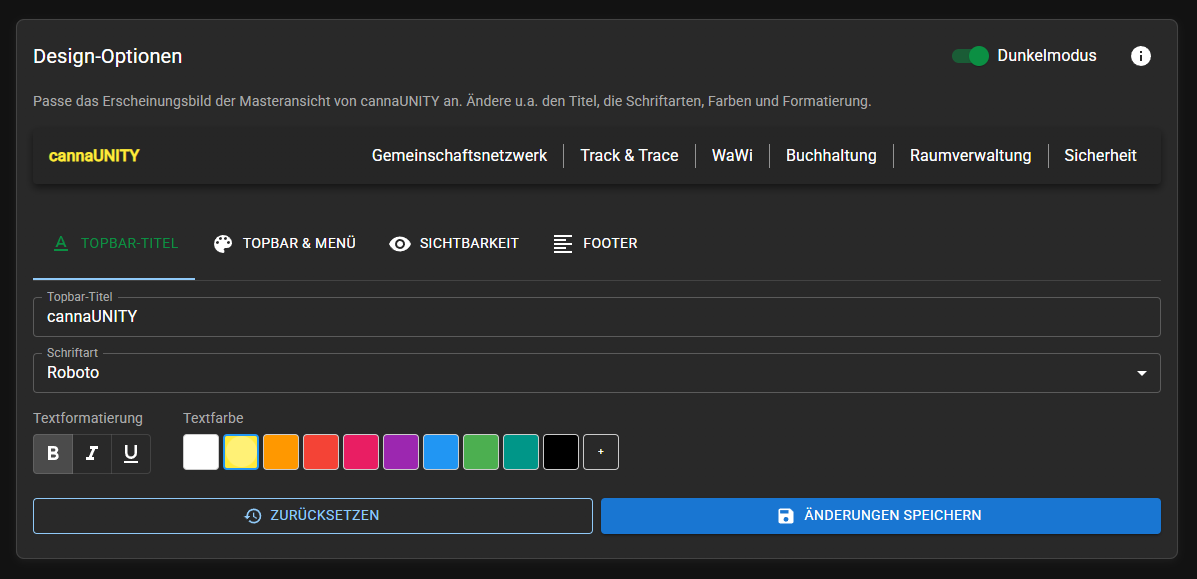 Design-Optionen
Dunkelmodus
Passe das Erscheinungsbild der Masteransicht von cannaUNITY an. Ändere u.a. den Titel, die Schriftarten, Farben und Formatierung.
cannaUNITY Gemeinschaftsnetzwerk Track & Trace WaWi Buchhaltung Raumverwaltung Sicherheit
TOPBAR-TITEL TOPBAR & MENÜ SICHTBARKEIT FOOTER
Topbar-Titel
cannaUNITY
Schriftart
Roboto
Textformatierung Textfarbe
B I U +
ZURÜCKSETZEN ÄNDERUNGEN SPEICHERN